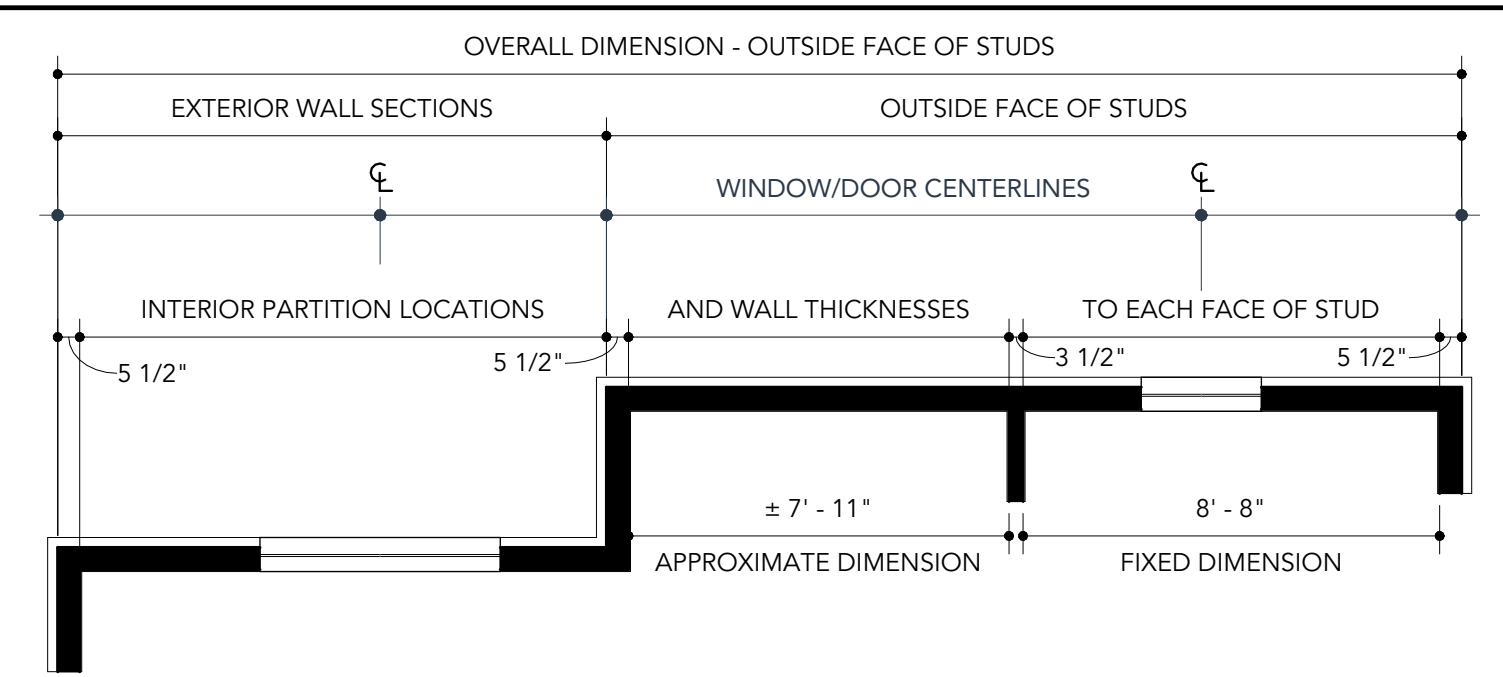 OVERALL DIMENSION - OUTSIDE FACE OF STUDS
EXTERIOR WALL SECTIONS
OUTSIDE FACE OF STUDS
℄
℄
WINDOW/DOOR CENTERLINES
INTERIOR PARTITION LOCATIONS
AND WALL THICKNESSES
TO EACH FACE OF STUD
5 1/2"
5 1/2"
3 1/2"
5 1/2"
± 7' - 11"
8' - 8"
APPROXIMATE DIMENSION
FIXED DIMENSION